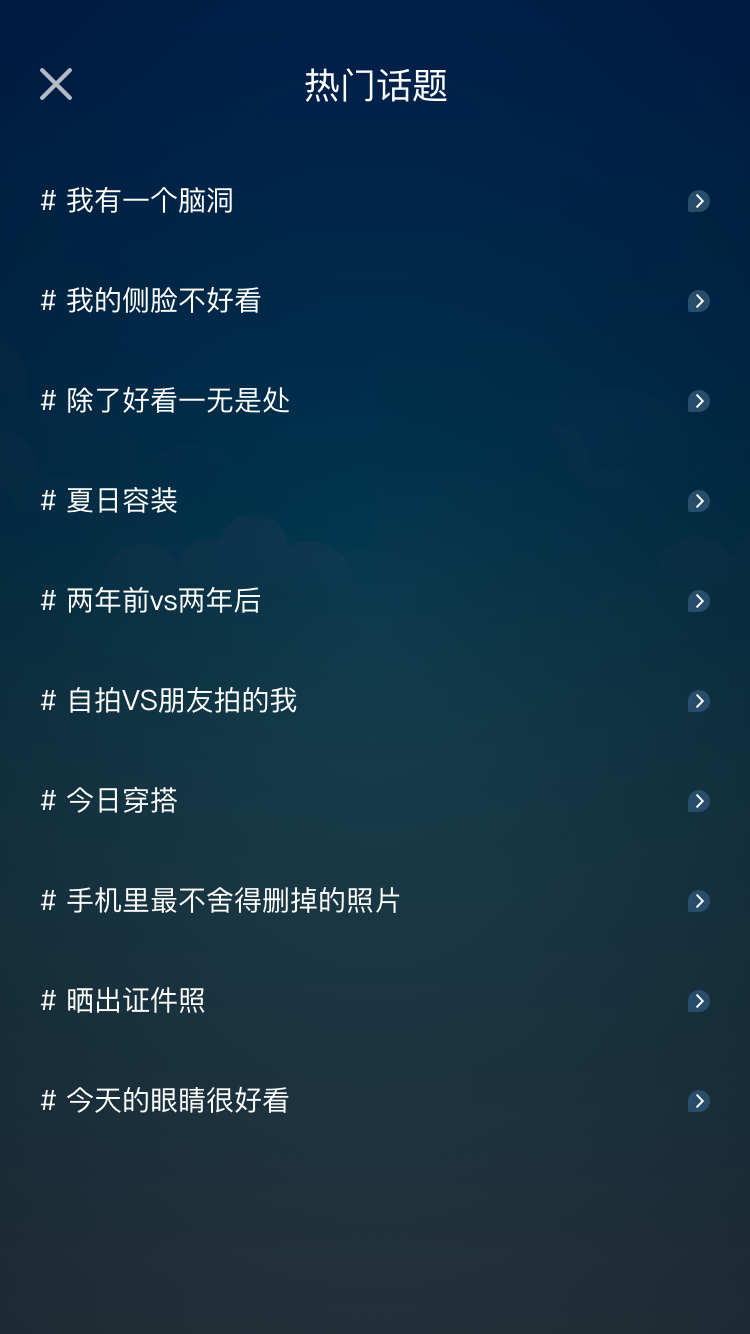 热门话题
# 我有一个脑洞
# 我的侧脸不好看
# 除了好看一无是处
# 夏日容装
# 两年前vs两年后
# 自拍VS朋友拍的我
# 今日穿搭
# 手机里最不舍得删掉的照片
# 晒出证件照
# 今天的眼睛很好看